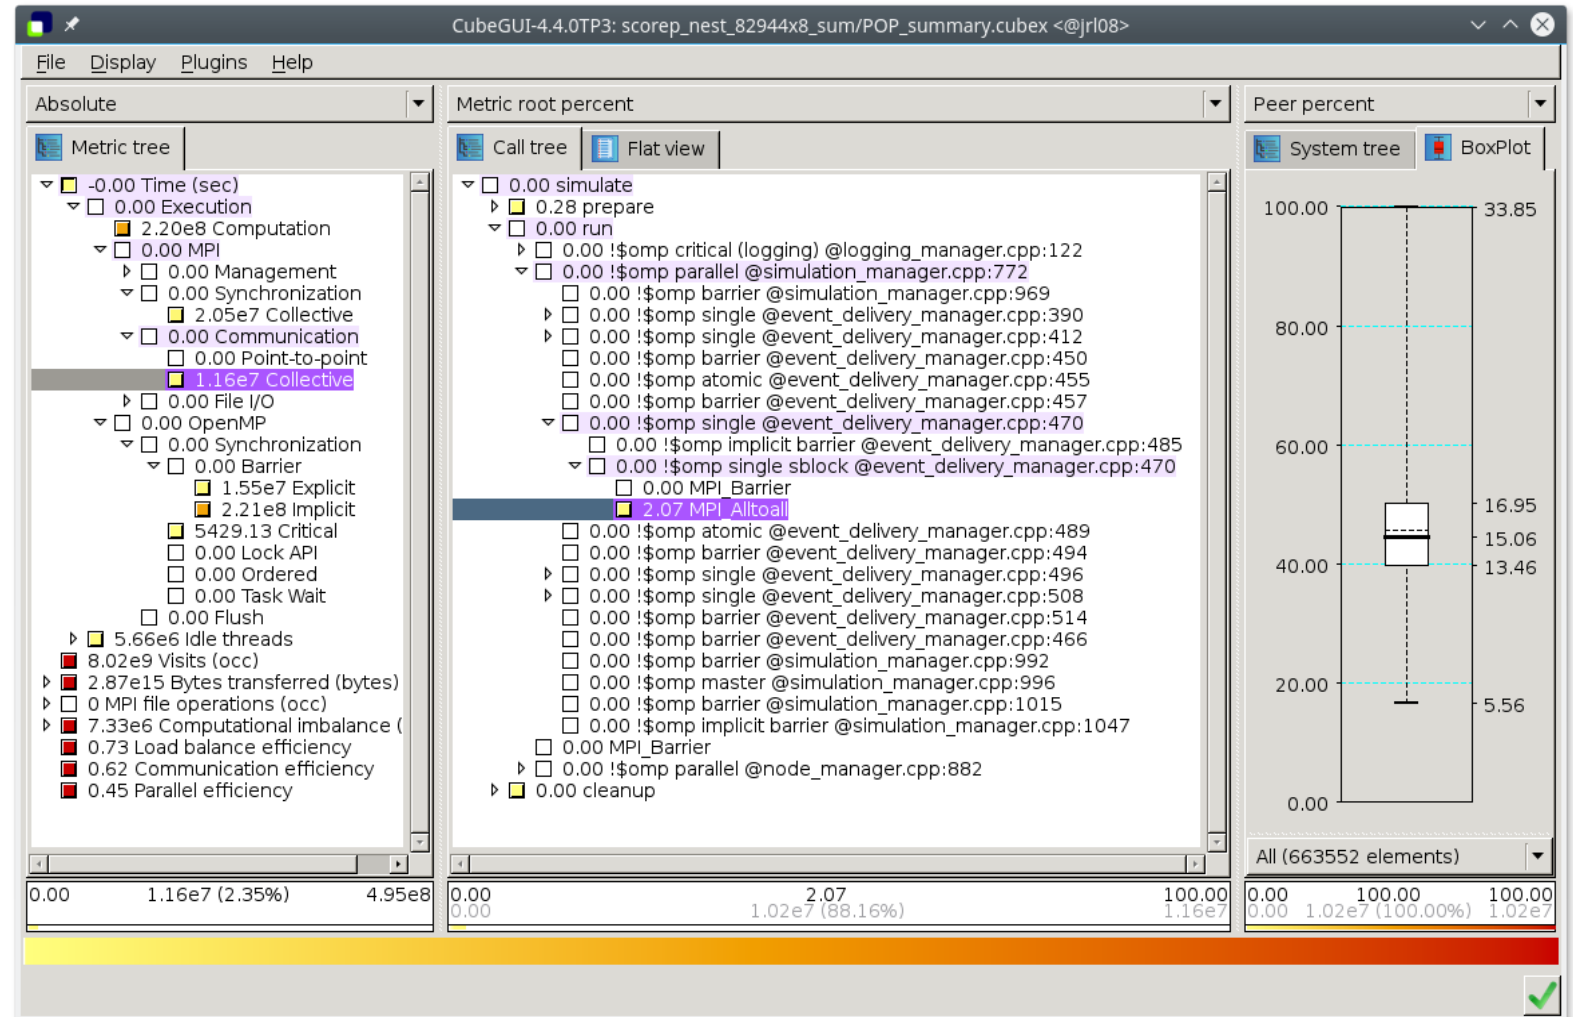 CubeGUI-4.4.0TP3: scorep_nest_82944x8_sum/POP_summary.cubex <@jrl08>
File Display Plugins Help
Absolute
Metric tree
-0.00 Time (sec)
0.00 Execution
2.20e8 Computation
0.00 MPI
0.00 Management
0.00 Synchronization
2.05e7 Collective
0.00 Communication
0.00 Point-to-point
1.16e7 Collective
0.00 File I/O
0.00 OpenMP
0.00 Synchronization
0.00 Barrier
1.55e7 Explicit
2.21e8 Implicit
5429.13 Critical
0.00 Lock API
0.00 Ordered
0.00 Task Wait
0.00 Flush
5.66e6 Idle threads
8.02e9 Visits (occ)
2.87e15 Bytes transferred (bytes)
0 MPI file operations (occ)
7.33e6 Computational imbalance (
0.73 Load balance efficiency
0.62 Communication efficiency
0.45 Parallel efficiency
0.00 1.16e7 (2.35%) 4.95e8
Metric root percent
Call tree Flat view
0.00 simulate
0.28 prepare
0.00 run
0.00 !$omp critical (logging) @logging_manager.cpp:122
0.00 !$omp parallel @simulation_manager.cpp:772
0.00 !$omp barrier @simulation_manager.cpp:969
0.00 !$omp single @event_delivery_manager.cpp:390
0.00 !$omp single @event_delivery_manager.cpp:412
0.00 !$omp barrier @event_delivery_manager.cpp:450
0.00 !$omp atomic @event_delivery_manager.cpp:455
0.00 !$omp barrier @event_delivery_manager.cpp:457
0.00 !$omp single @event_delivery_manager.cpp:470
0.00 !$omp implicit barrier @event_delivery_manager.cpp:485
0.00 !$omp single sblock @event_delivery_manager.cpp:470
0.00 MPI_Barrier
2.07 MPI_Alltoall
0.00 !$omp atomic @event_delivery_manager.cpp:489
0.00 !$omp barrier @event_delivery_manager.cpp:494
0.00 !$omp single @event_delivery_manager.cpp:496
0.00 !$omp single @event_delivery_manager.cpp:508
0.00 !$omp barrier @event_delivery_manager.cpp:514
0.00 !$omp barrier @event_delivery_manager.cpp:466
0.00 !$omp barrier @simulation_manager.cpp:992
0.00 !$omp master @simulation_manager.cpp:996
0.00 !$omp barrier @simulation_manager.cpp:1015
0.00 !$omp implicit barrier @simulation_manager.cpp:1047
0.00 MPI_Barrier
0.00 !$omp parallel @node_manager.cpp:882
0.00 cleanup
0.00 2.07 100.00
0.00 1.02e7 (88.16%) 1.16e7
Peer percent
System tree BoxPlot
100.00 33.85
80.00
60.00
16.95
15.06
40.00 13.46
20.00
5.56
0.00
All (663552 elements)
0.00 100.00 100.00
0.00 1.02e7 (100.00%) 1.02e7